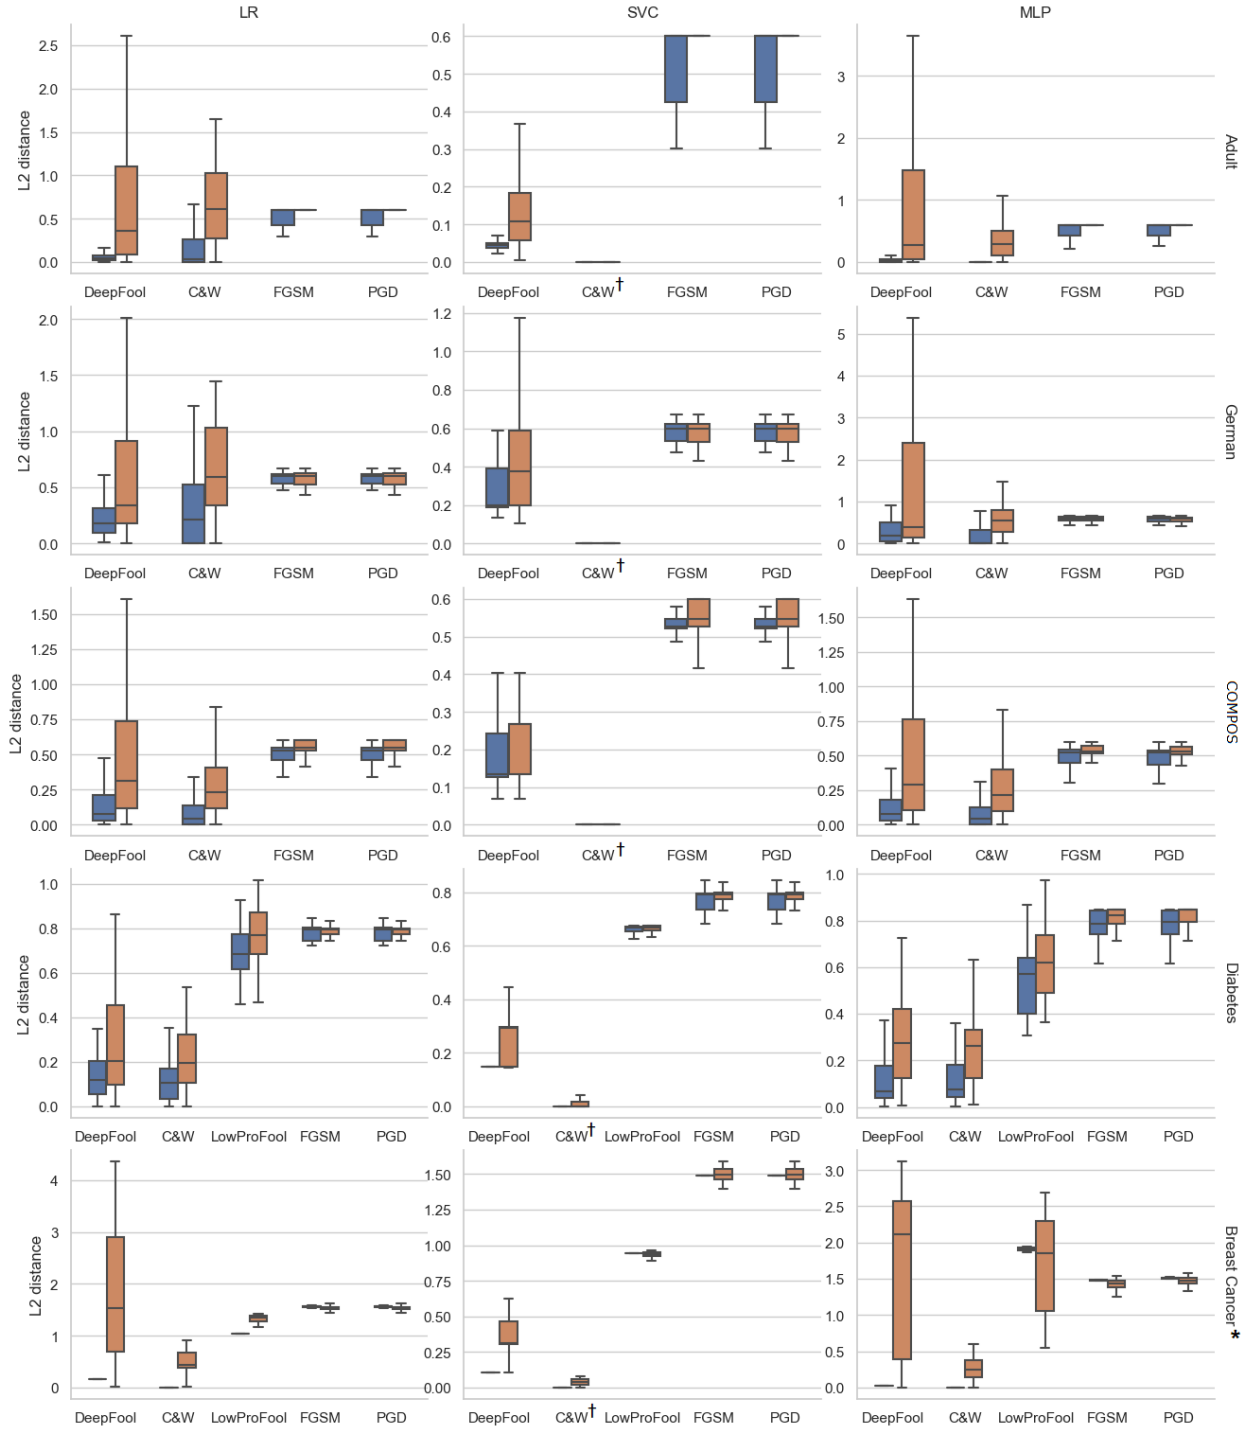 LR SVC MLP
2.5 2.0 1.5 1.0 0.5 0.0
L2 distance
DeepFool C&W FGSM PGD
0.6 0.5 0.4 0.3 0.2 0.1 0.0
DeepFool C&W† FGSM PGD
3 2 1 0
DeepFool C&W FGSM PGD
Adult
2.0 1.5 1.0 0.5 0.0
L2 distance
DeepFool C&W FGSM PGD
1.2 1.0 0.8 0.6 0.4 0.2 0.0
DeepFool C&W† FGSM PGD
5 4 3 2 1 0
DeepFool C&W FGSM PGD
German
1.50 1.25 1.00 0.75 0.50 0.25 0.00
L2 distance
DeepFool C&W FGSM PGD
0.6 0.5 0.4 0.3 0.2 0.1 0.0
DeepFool C&W† FGSM PGD
1.50 1.25 1.00 0.75 0.50 0.25 0.00
DeepFool C&W FGSM PGD
COMPOS
1.0 0.8 0.6 0.4 0.2 0.0
L2 distance
DeepFool C&W LowProFool FGSM PGD
0.8 0.6 0.4 0.2 0.0
DeepFool C&W† LowProFool FGSM PGD
1.0 0.8 0.6 0.4 0.2 0.0
DeepFool C&W LowProFool FGSM PGD
Diabetes
4 3 2 1 0
L2 distance
DeepFool C&W LowProFool FGSM PGD
1.50 1.25 1.00 0.75 0.50 0.25 0.00
DeepFool C&W† LowProFool FGSM PGD
3.0 2.5 2.0 1.5 1.0 0.5 0.0
DeepFool C&W LowProFool FGSM PGD
Breast Cancer*